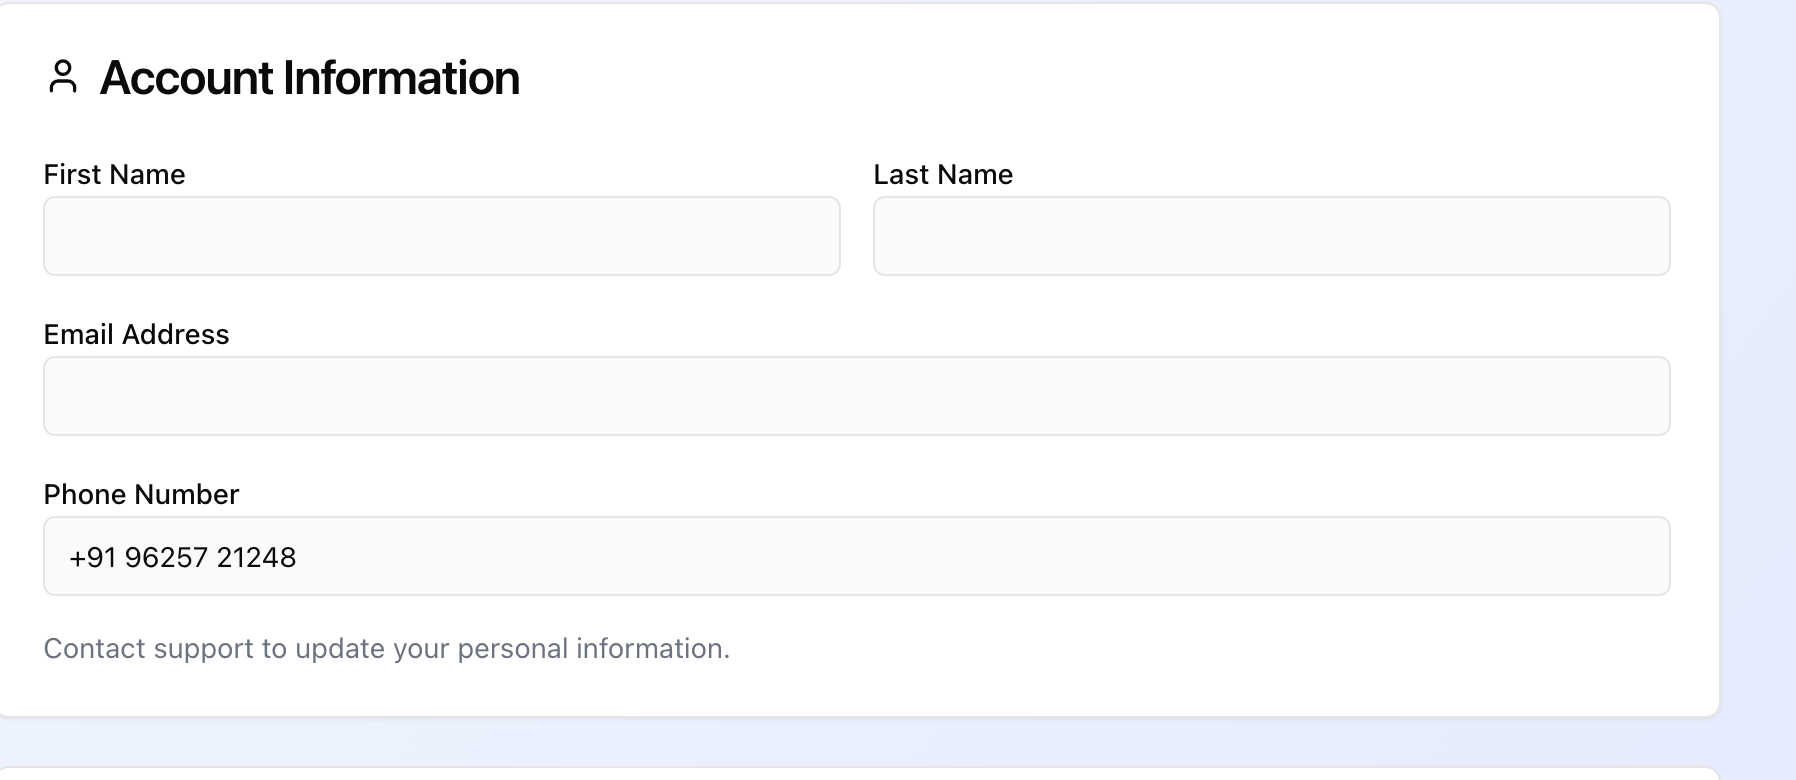 Account Information
First Name
Last Name
Email Address
Phone Number
+91 96257 21248
Contact support to update your personal information.